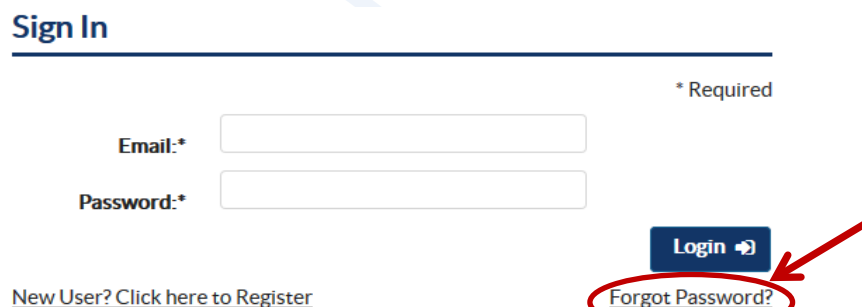 Sign In
* Required
Email:*
Password:*
Login
New User? Click here to Register
Forgot Password?